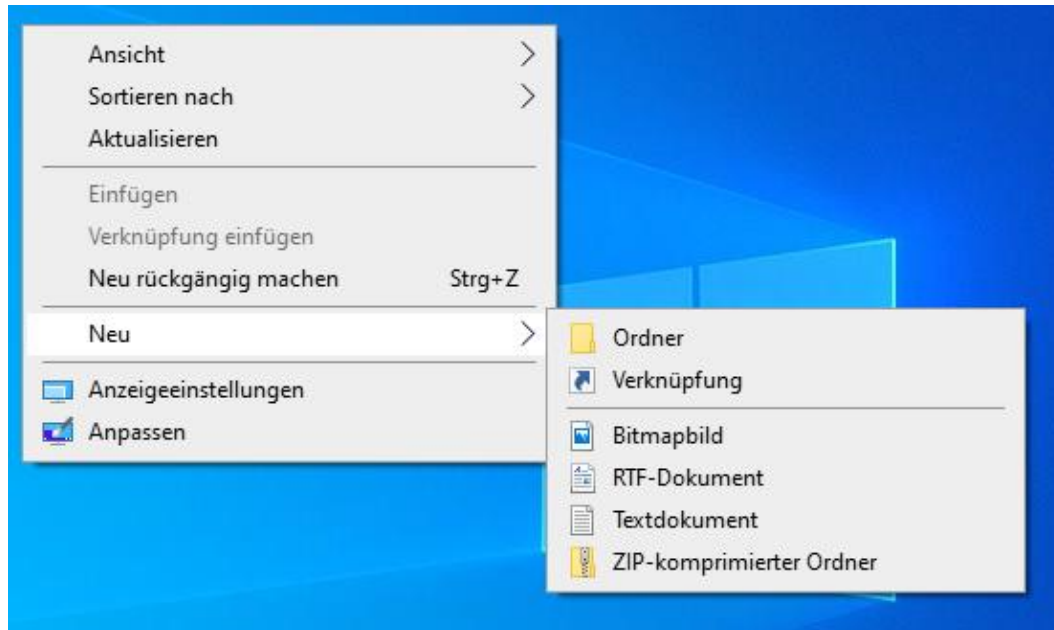 Ansicht
Sortieren nach
Aktualisieren
Einfügen
Verknüpfung einfügen
Neu rückgängig machen Strg+Z
Neu
Anzeigeeinstellungen
Anpassen
Ordner
Verknüpfung
Bitmapbild
RTF-Dokument
Textdokument
ZIP-komprimierter Ordner